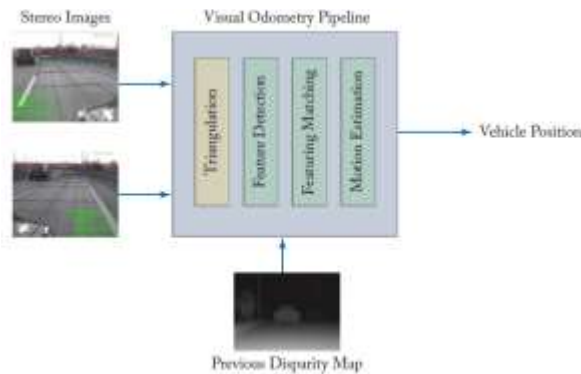 Stereo Images
Visual Odometry Pipeline
Triangulation
Feature Detection
Featuring Matching
Motion Estimation
Vehicle Position
Previous Disparity Map